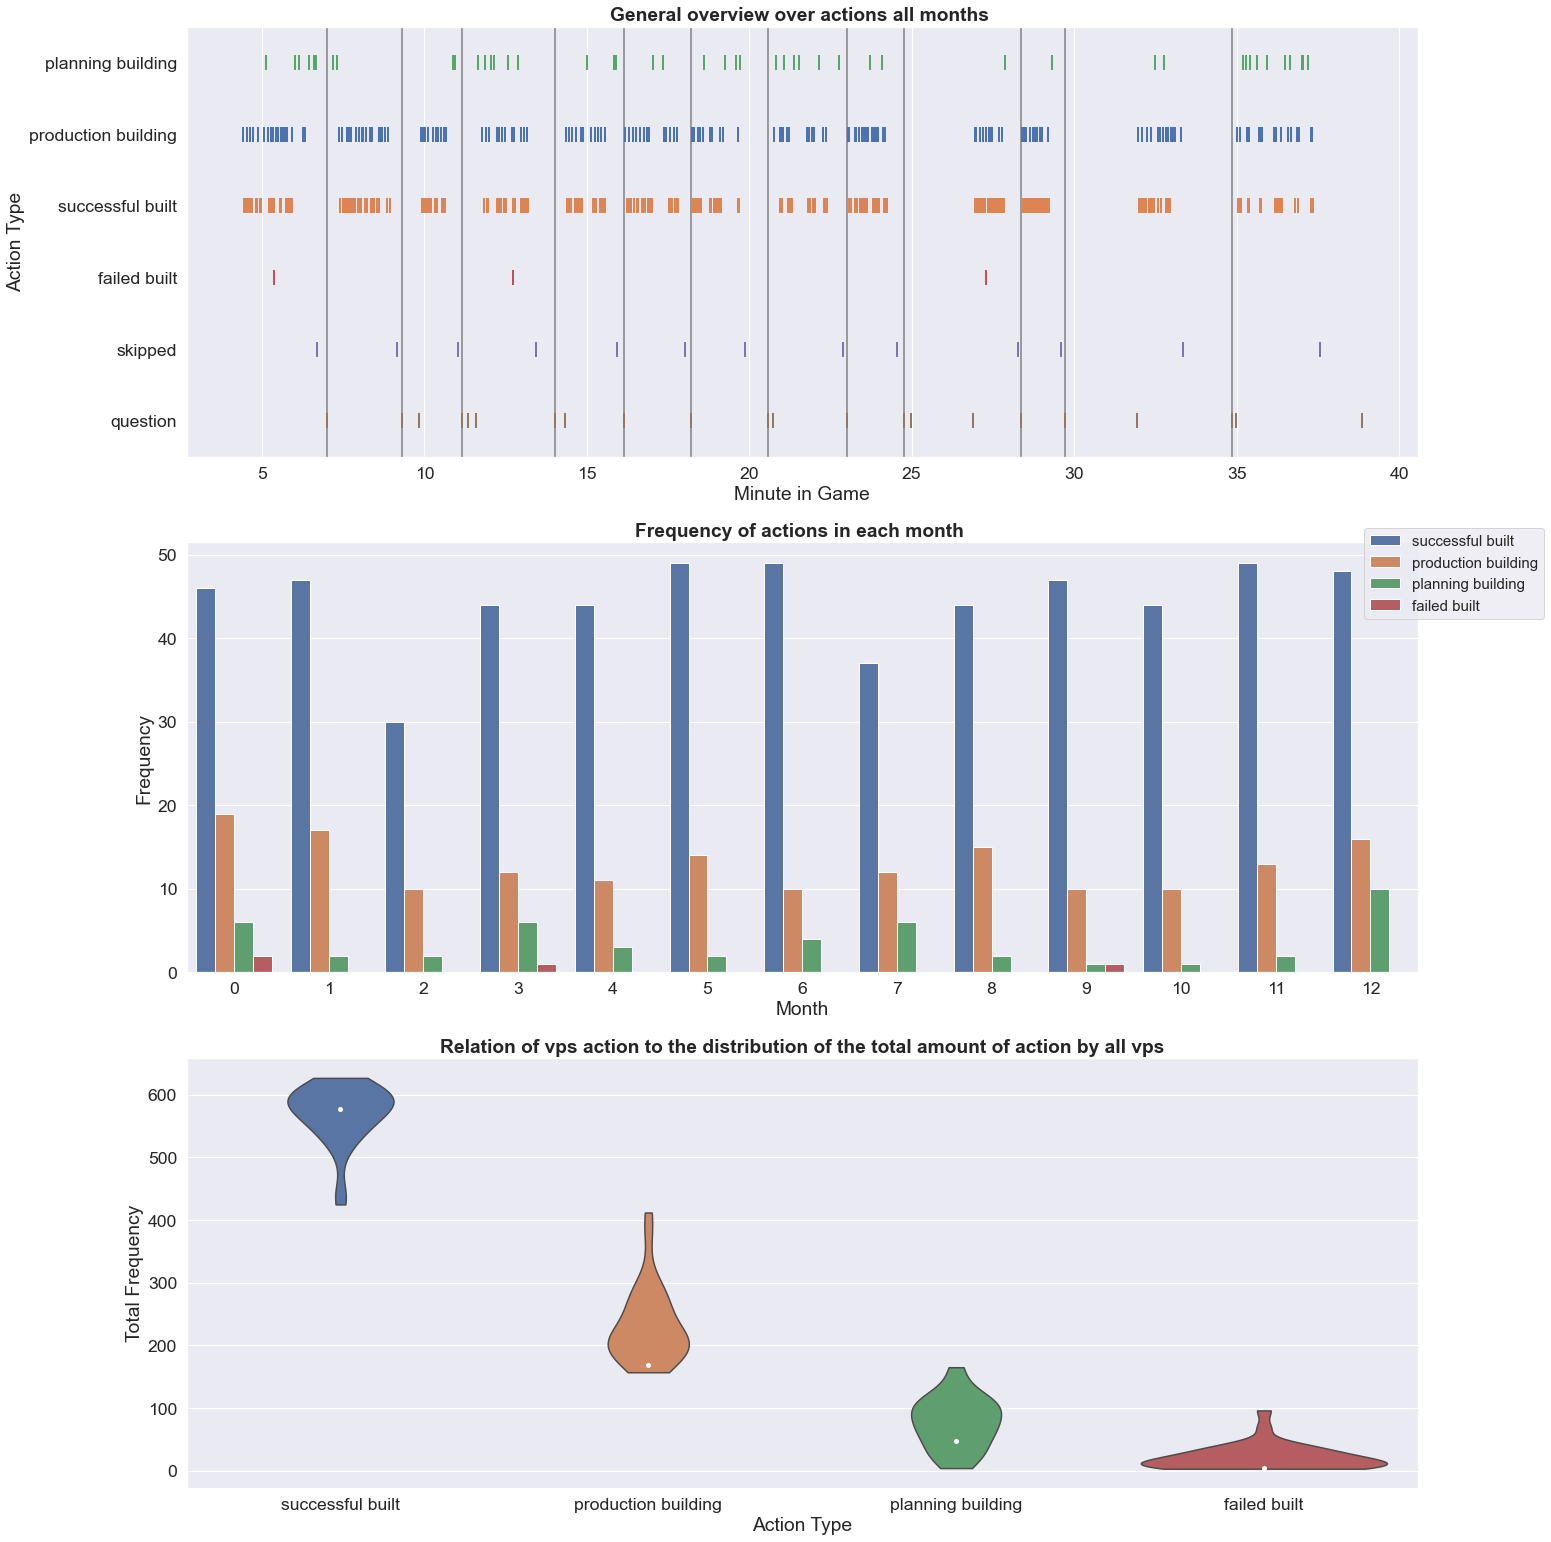 General overview over actions all months
Action Type
planning building
production building
successful built
failed built
skipped
question
5 10 15 20 25 30 35 40
Minute in Game
Frequency of actions in each month
successful built
production building
planning building
failed built
Frequency
50
40
30
20
10
0
0 1 2 3 4 5 6 7 8 9 10 11 12
Month
Relation of vps action to the distribution of the total amount of action by all vps
Total Frequency
600
500
400
300
200
100
0
successful built production building planning building failed built
Action Type